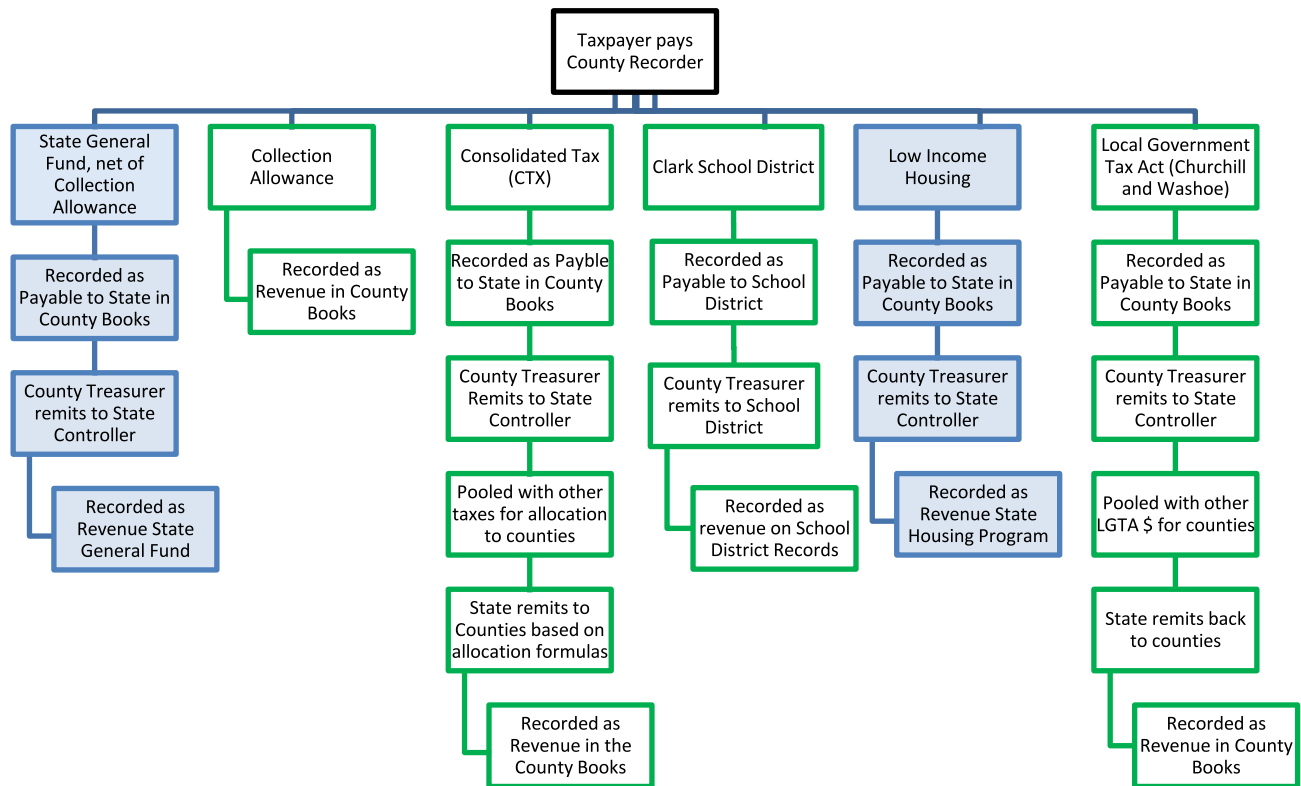 Taxpayer pays
County Recorder
State General
Fund, net of
Collection
Allowance
Recorded as
Payable to State in
County Books
County Treasurer
remits to State
Controller
Recorded as
Revenue State
General Fund
Collection
Allowance
Recorded as
Revenue in County
Books
Consolidated Tax
(CTX)
Recorded as Payble
to State in County
Books
County Treasurer
Remits to State
Controller
Pooled with other
taxes for allocation
to counties
State remits to
Counties based on
allocation formulas
Recorded as
Revenue in the
County Books
Clark School District
Recorded as
Payable to School
District
County Treasurer
remits to School
District
Recorded as
revenue on School
District Records
Low Income
Housing
Recorded as
Payable to State in
County Books
County Treasurer
remits to State
Controller
Recorded as
Revenue State
Housing Program
Local Government
Tax Act (Churchill
and Washoe)
Recorded as
Payable to State in
County Books
County Treasurer
remits to State
Controller
Pooled with other
LGTA $ for counties
State remits back
to counties
Recorded as
Revenue in County
Books